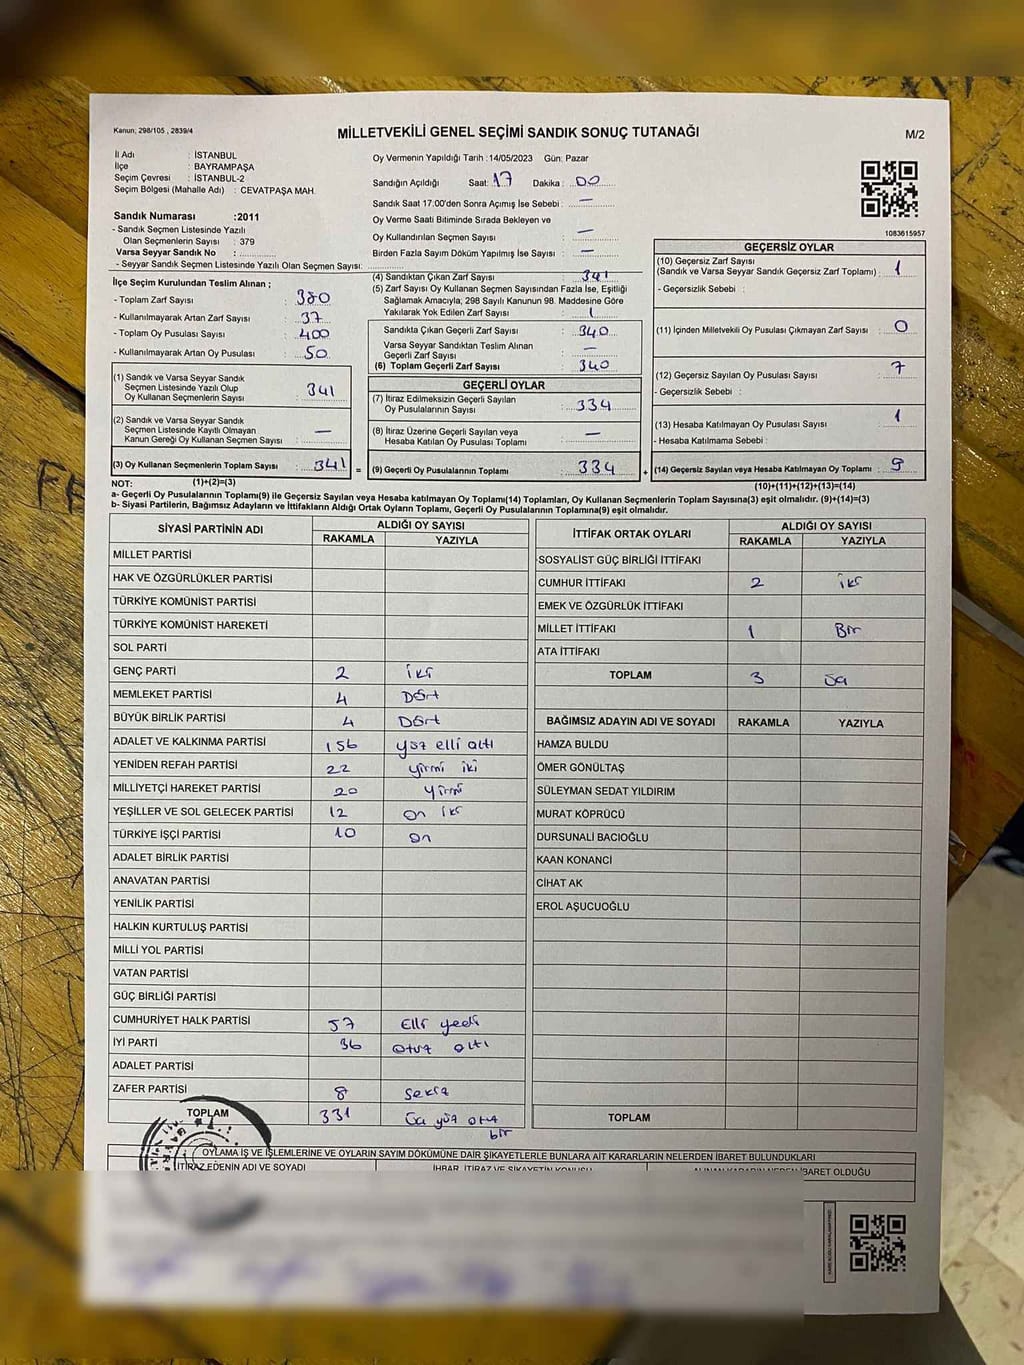 Kanun; 298/105 , 2839/4
MİLLETVEKİLİ GENEL SEÇİMİ SANDIK SONUÇ TUTANAĞI
M/2
İl Adı : İSTANBUL
İlçe : BAYRAMPAŞA
Seçim Çevresi : İSTANBUL-2
Seçim Bölgesi (Mahalle Adı) : CEVATPAŞA MAH.
Sandık Numarası :2011
- Sandık Seçmen Listesinde Yazılı
Olan Seçmenlerin Sayısı : 379
Varsa Seyyar Sandık No :
- Seyyar Sandık Seçmen Listesinde Yazılı Olan Seçmen Sayısı:
İlçe Seçim Kurulundan Teslim Alınan ;
- Toplam Zarf Sayısı : 380
- Kullanılmayarak Artan Zarf Sayısı : 37
- Toplam Oy Pusulası Sayısı : 400
- Kullanılmayarak Artan Oy Pusulası : 50
(1) Sandık ve Varsa Seyyar Sandık
Seçmen Listesinde Yazılı Olup
Oy Kullanan Seçmenlerin Sayısı : 341
(2) Sandık ve Varsa Seyyar Sandık
Seçmen Listesinde Kayıtlı Olmayan
Kanun Gereği Oy Kullanan Seçmen Sayısı : —
(3) Oy Kullanan Seçmenlerin Toplam Sayısı : 341
(1)+(2)=(3)
Oy Vermenin Yapıldığı Tarih :14/05/2023 Gün: Pazar
Sandığın Açıldığı Saat: 17 Dakika : 00
Sandık Saat 17:00'den Sonra Açımış İse Sebebi : —
Oy Verme Saati Bitiminde Sırada Bekleyen ve
Oy Kullandırılan Seçmen Sayısı : —
Birden Fazla Sayım Döküm Yapılmış İse Sayısı : —
(4) Sandıktan Çıkan Zarf Sayısı : 341
(5) Zarf Sayısı Oy Kullanan Seçmen Sayısından Fazla İse, Eşitliği
Sağlamak Amacıyla; 298 Sayılı Kanunun 98. Maddesine Göre
Yakılarak Yok Edilen Zarf Sayısı : 1
Sandıkta Çıkan Geçerli Zarf Sayısı : 340
Varsa Seyyar Sandıktan Teslim Alınan
Geçerli Zarf Sayısı : —
(6) Toplam Geçerli Zarf Sayısı : 340
GEÇERLİ OYLAR
(7) İtiraz Edilmeksizin Geçerli Sayılan
Oy Pusulalarının Sayısı : 334
(8) İtiraz Üzerine Geçerli Sayılan veya
Hesaba Katılan Oy Pusulası Toplamı : —
= (9) Geçerli Oy Pusulalarının Toplamı : 334 +
1083615957
GEÇERSİZ OYLAR
(10) Geçersiz Zarf Sayısı
(Sandık ve Varsa Seyyar Sandık Geçersiz Zarf Toplamı) : 1
- Geçersizlik Sebebi :
(11) İçinden Milletvekili Oy Pusulası Çıkmayan Zarf Sayısı : 0
(12) Geçersiz Sayılan Oy Pusulası Sayısı : 7
- Geçersizlik Sebebi :
(13) Hesaba Katılmayan Oy Pusulası Sayısı : 1
- Hesaba Katılmama Sebebi :
(14) Geçersiz Sayılan veya Hesaba Katılmayan Oy Toplamı : 9
(10)+(11)+(12)+(13)=(14)
NOT:
a- Geçerli Oy Pusulalarının Toplamı(9) ile Geçersiz Sayılan veya Hesaba katılmayan Oy Toplamı(14) Toplamları, Oy Kullanan Seçmenlerin Toplam Sayısına(3) eşit olmalıdır. (9)+(14)=(3)
b- Siyasi Partilerin, Bağımsız Adayların ve İttifakların Aldığı Ortak Oyların Toplamı, Geçerli Oy Pusulalarının Toplamına(9) eşit olmalıdır.
SİYASİ PARTİNİN ADI ALDIĞI OY SAYISI
RAKAMLA YAZIYLA
MİLLET PARTİSİ
HAK VE ÖZGÜRLÜKLER PARTİSİ
TÜRKİYE KOMÜNİST PARTİSİ
TÜRKİYE KOMÜNİST HAREKETİ
SOL PARTİ
GENÇ PARTİ 2 iki
MEMLEKET PARTİSİ 4 Dört
BÜYÜK BİRLİK PARTİSİ 4 Dört
ADALET VE KALKINMA PARTİSİ 156 yüz elli altı
YENİDEN REFAH PARTİSİ 22 yirmi iki
MİLLİYETÇİ HAREKET PARTİSİ 20 yirmi
YEŞİLLER VE SOL GELECEK PARTİSİ 12 on iki
TÜRKİYE İŞÇİ PARTİSİ 10 on
ADALET BİRLİK PARTİSİ
ANAVATAN PARTİSİ
YENİLİK PARTİSİ
HALKIN KURTULUŞ PARTİSİ
MİLLİ YOL PARTİSİ
VATAN PARTİSİ
GÜÇ BİRLİĞİ PARTİSİ
CUMHURİYET HALK PARTİSİ 57 Elli yedi
İYİ PARTİ 36 otuz altı
ADALET PARTİSİ
ZAFER PARTİSİ 8 Sekiz
TOPLAM 331 Üç yüz otuz
bir
İTTİFAK ORTAK OYLARI ALDIĞI OY SAYISI
RAKAMLA YAZIYLA
SOSYALİST GÜÇ BİRLİĞİ İTTİFAKI
CUMHUR İTTİFAKI 2 iki
EMEK VE ÖZGÜRLÜK İTTİFAKI
MİLLET İTTİFAKI 1 Bir
ATA İTTİFAKI
TOPLAM 3 üç
BAĞIMSIZ ADAYIN ADI VE SOYADI RAKAMLA YAZIYLA
HAMZA BULDU
ÖMER GÖNÜLTAŞ
SÜLEYMAN SEDAT YILDIRIM
MURAT KÖPRÜCÜ
DURSUNALİ BACIOĞLU
KAAN KONANCİ
CİHAT AK
EROL AŞUCUOĞLU
TOPLAM
OYLAMA İŞ VE İŞLEMLERİNE VE OYLARIN SAYIM DÖKÜMÜNE DAİR ŞİKAYETLERLE BUNLARA AİT KARARLARIN NELERDEN İBARET BULUNDUKLARI
İTİRAZ EDENİN ADI VE SOYADI
İHBAR, İTİRAZ VE ŞİKAYETİN KONUSU
ALINAN KARARIN NEDEN İBARET OLDUĞU